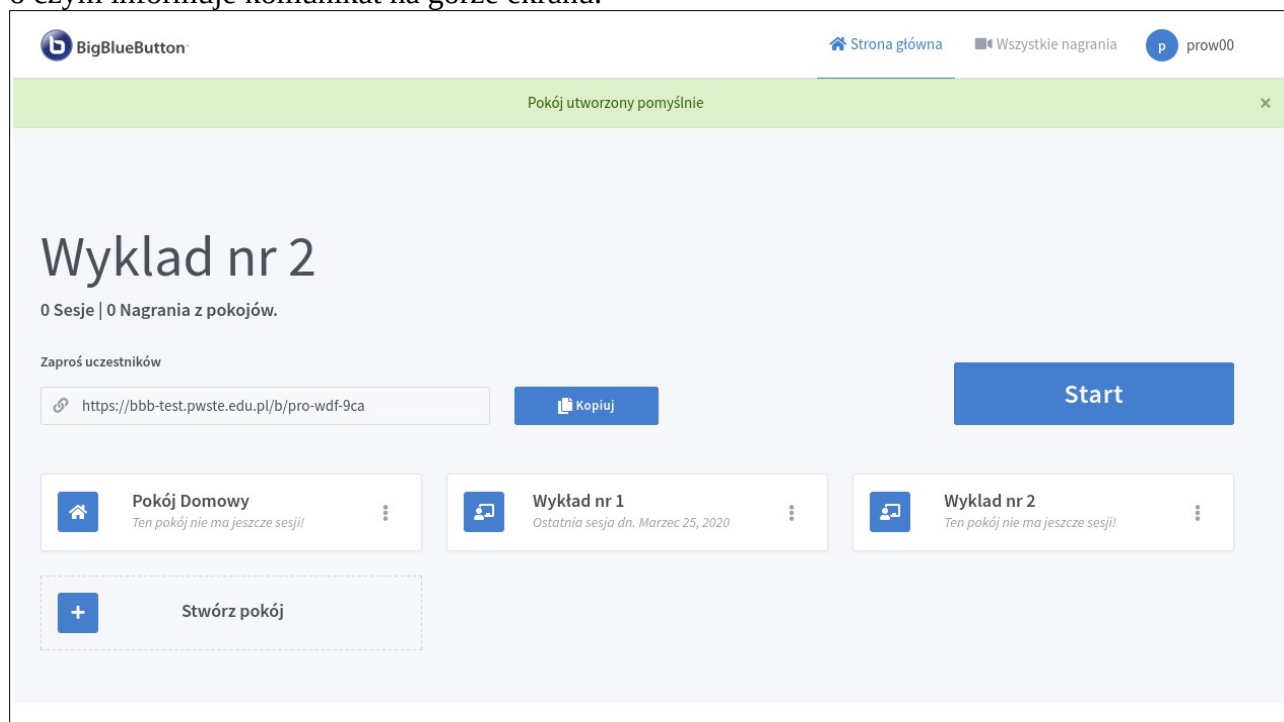 o czym informuje komunikat na górze ekranu.
b BigBlueButton
Strona główna
Wszystkie nagrania
p prow00
Pokój utworzony pomyślnie ×
Wyklad nr 2
0 Sesje | 0 Nagrania z pokojów.
Zaproś uczestników
https://bbb-test.pwste.edu.pl/b/pro-wdf-9ca
Kopiuj
Start
Pokój Domowy
Ten pokój nie ma jeszcze sesji!
Wykład nr 1
Ostatnia sesja dn. Marzec 25, 2020
Wyklad nr 2
Ten pokój nie ma jeszcze sesji!
+ Stwórz pokój